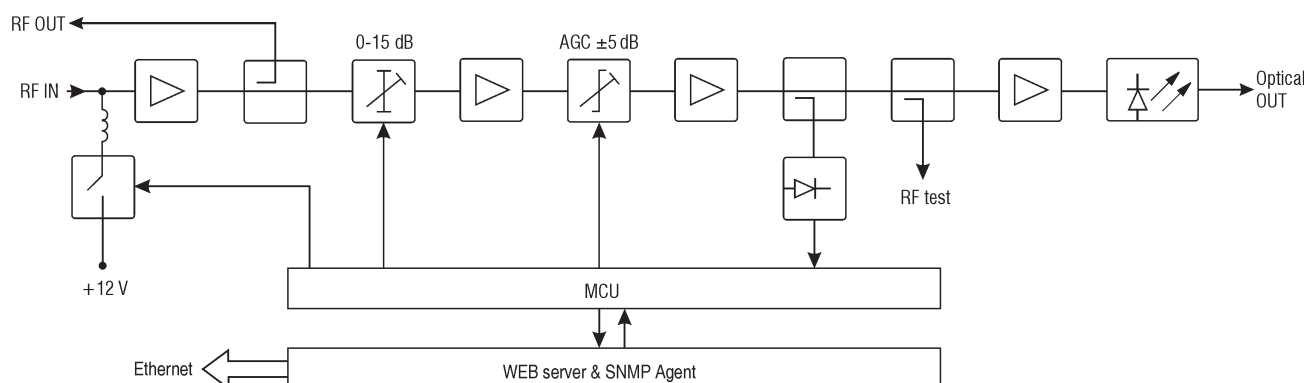 RF OUT
0-15 dB
AGC ±5 dB
RF IN
Optical
OUT
RF test
+12 V
MCU
Ethernet
WEB server & SNMP Agent